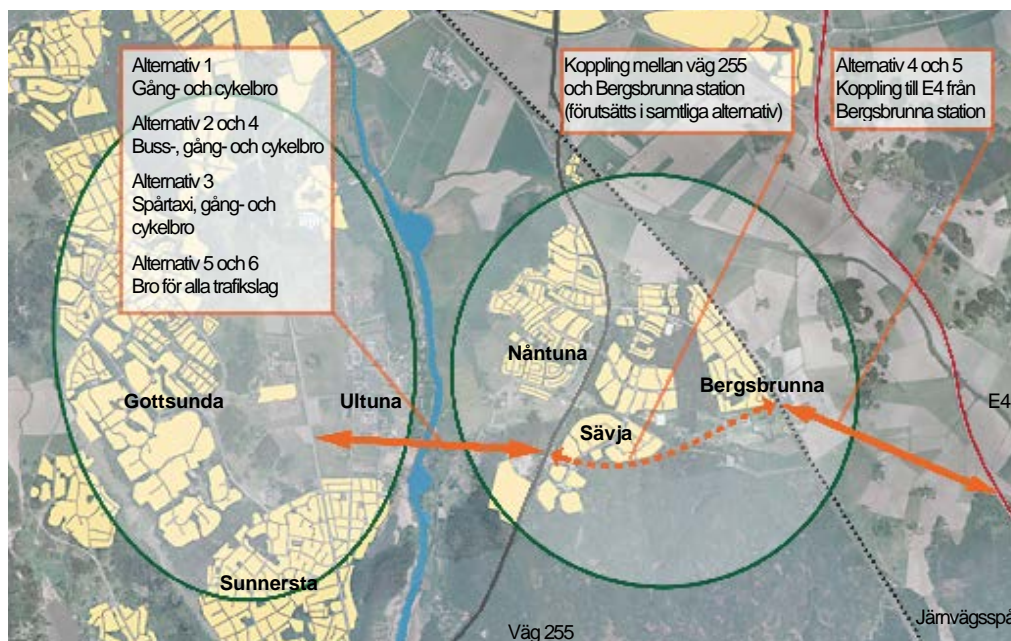 Alternativ 1
Gång- och cykelbro
Alternativ 2 och 4
Buss-, gång- och cykelbro
Alternativ 3
Spårtaxi, gång- och
cykelbro
Alternativ 5 och 6
Bro för alla trafikslag
Koppling mellan väg 255
och Bergsbrunna station
(förutsätts i samtliga alternativ)
Alternativ 4 och 5
Koppling till E4 från
Bergsbrunna station
Nåntuna
Bergsbrunna
Gottsunda
Ultuna
E4
Sävja
Sunnersta
Järnvägsspå
Väg 255